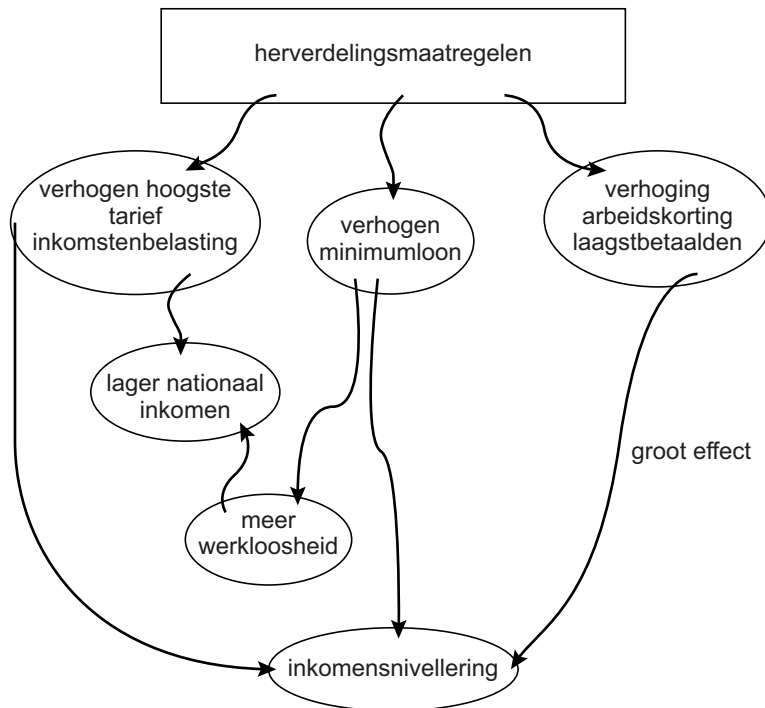 herverdelingsmaatregelen
verhogen hoogste
tarief
inkomstenbelasting
verhogen
minimumloon
verhoging
arbeidskorting
laagstbetaalden
lager nationaal
inkomen
groot effect
meer
werkloosheid
inkomensnivellering